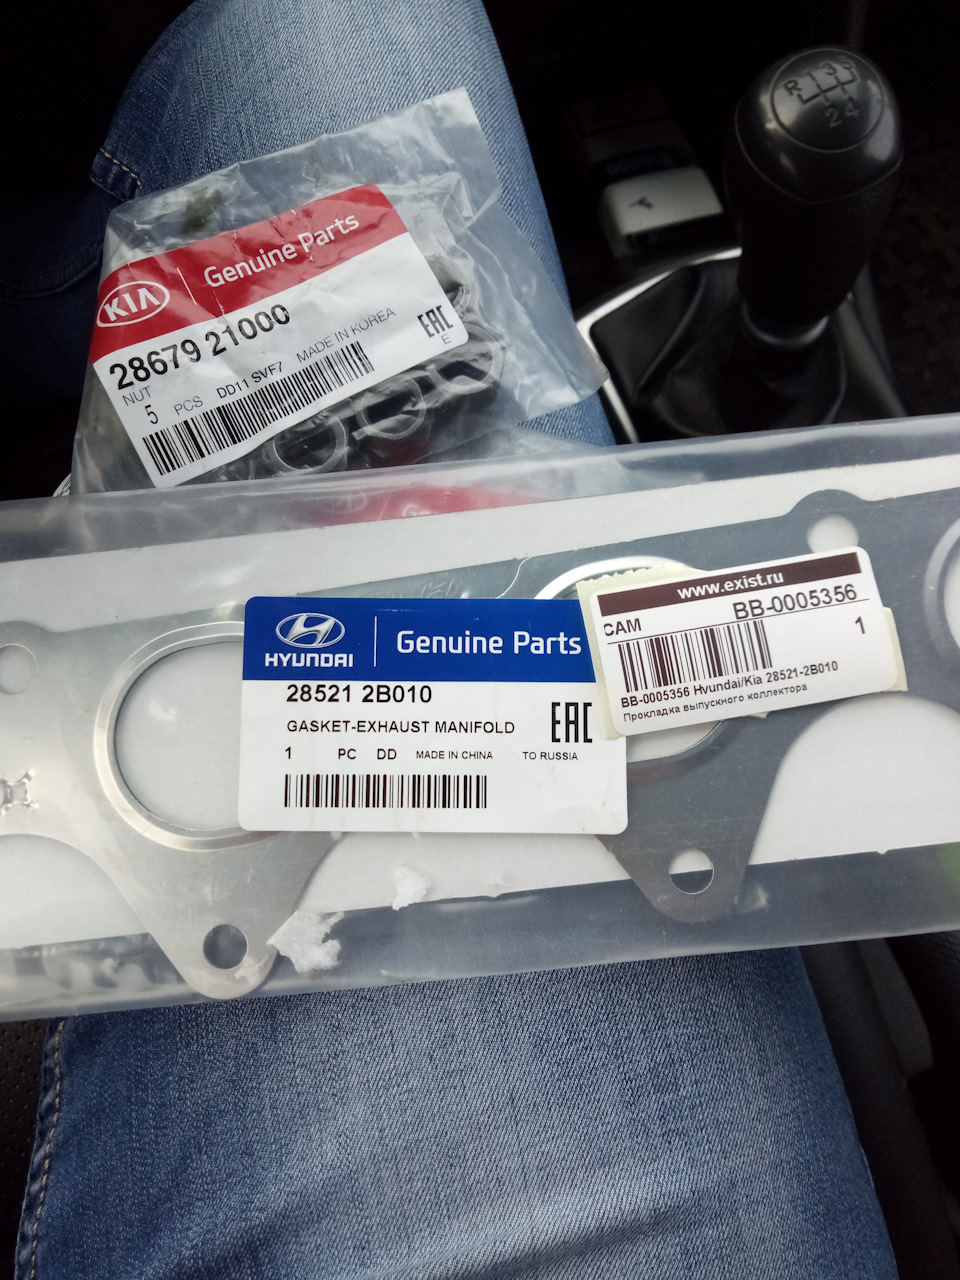 R 1 3 5
2 4
KIA Genuine Parts
28679 21000
NUT
5 PCS DD11 SVF7 MADE IN KOREA
EAC
E
www.exist.ru
CAM BB-0005356
1
BB-0005356 Hyundai/Kia 28521-2B010
Прокладка выпускного коллектора
HYUNDAI Genuine Parts
28521 2B010
GASKET-EXHAUST MANIFOLD
EAC
1 PC DD MADE IN CHINA TO RUSSIA